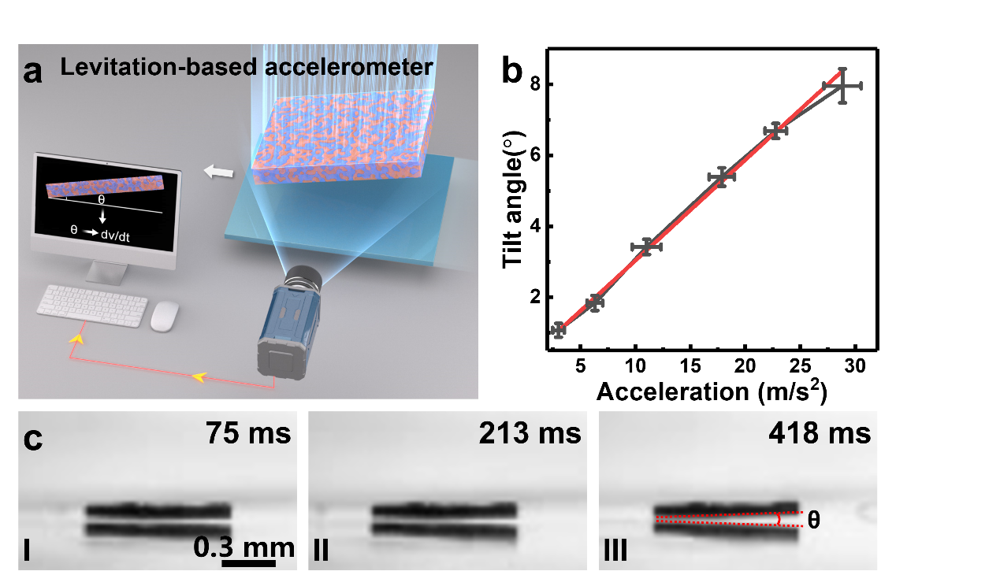 a Levitation-based accelerometer
θ
θ dv/dt
b
8
6
4
2
Tilt angle(°)
5 10 15 20 25 30
Acceleration (m/s²)
c 75 ms
I 0.3 mm
213 ms
II
418 ms
θ
III